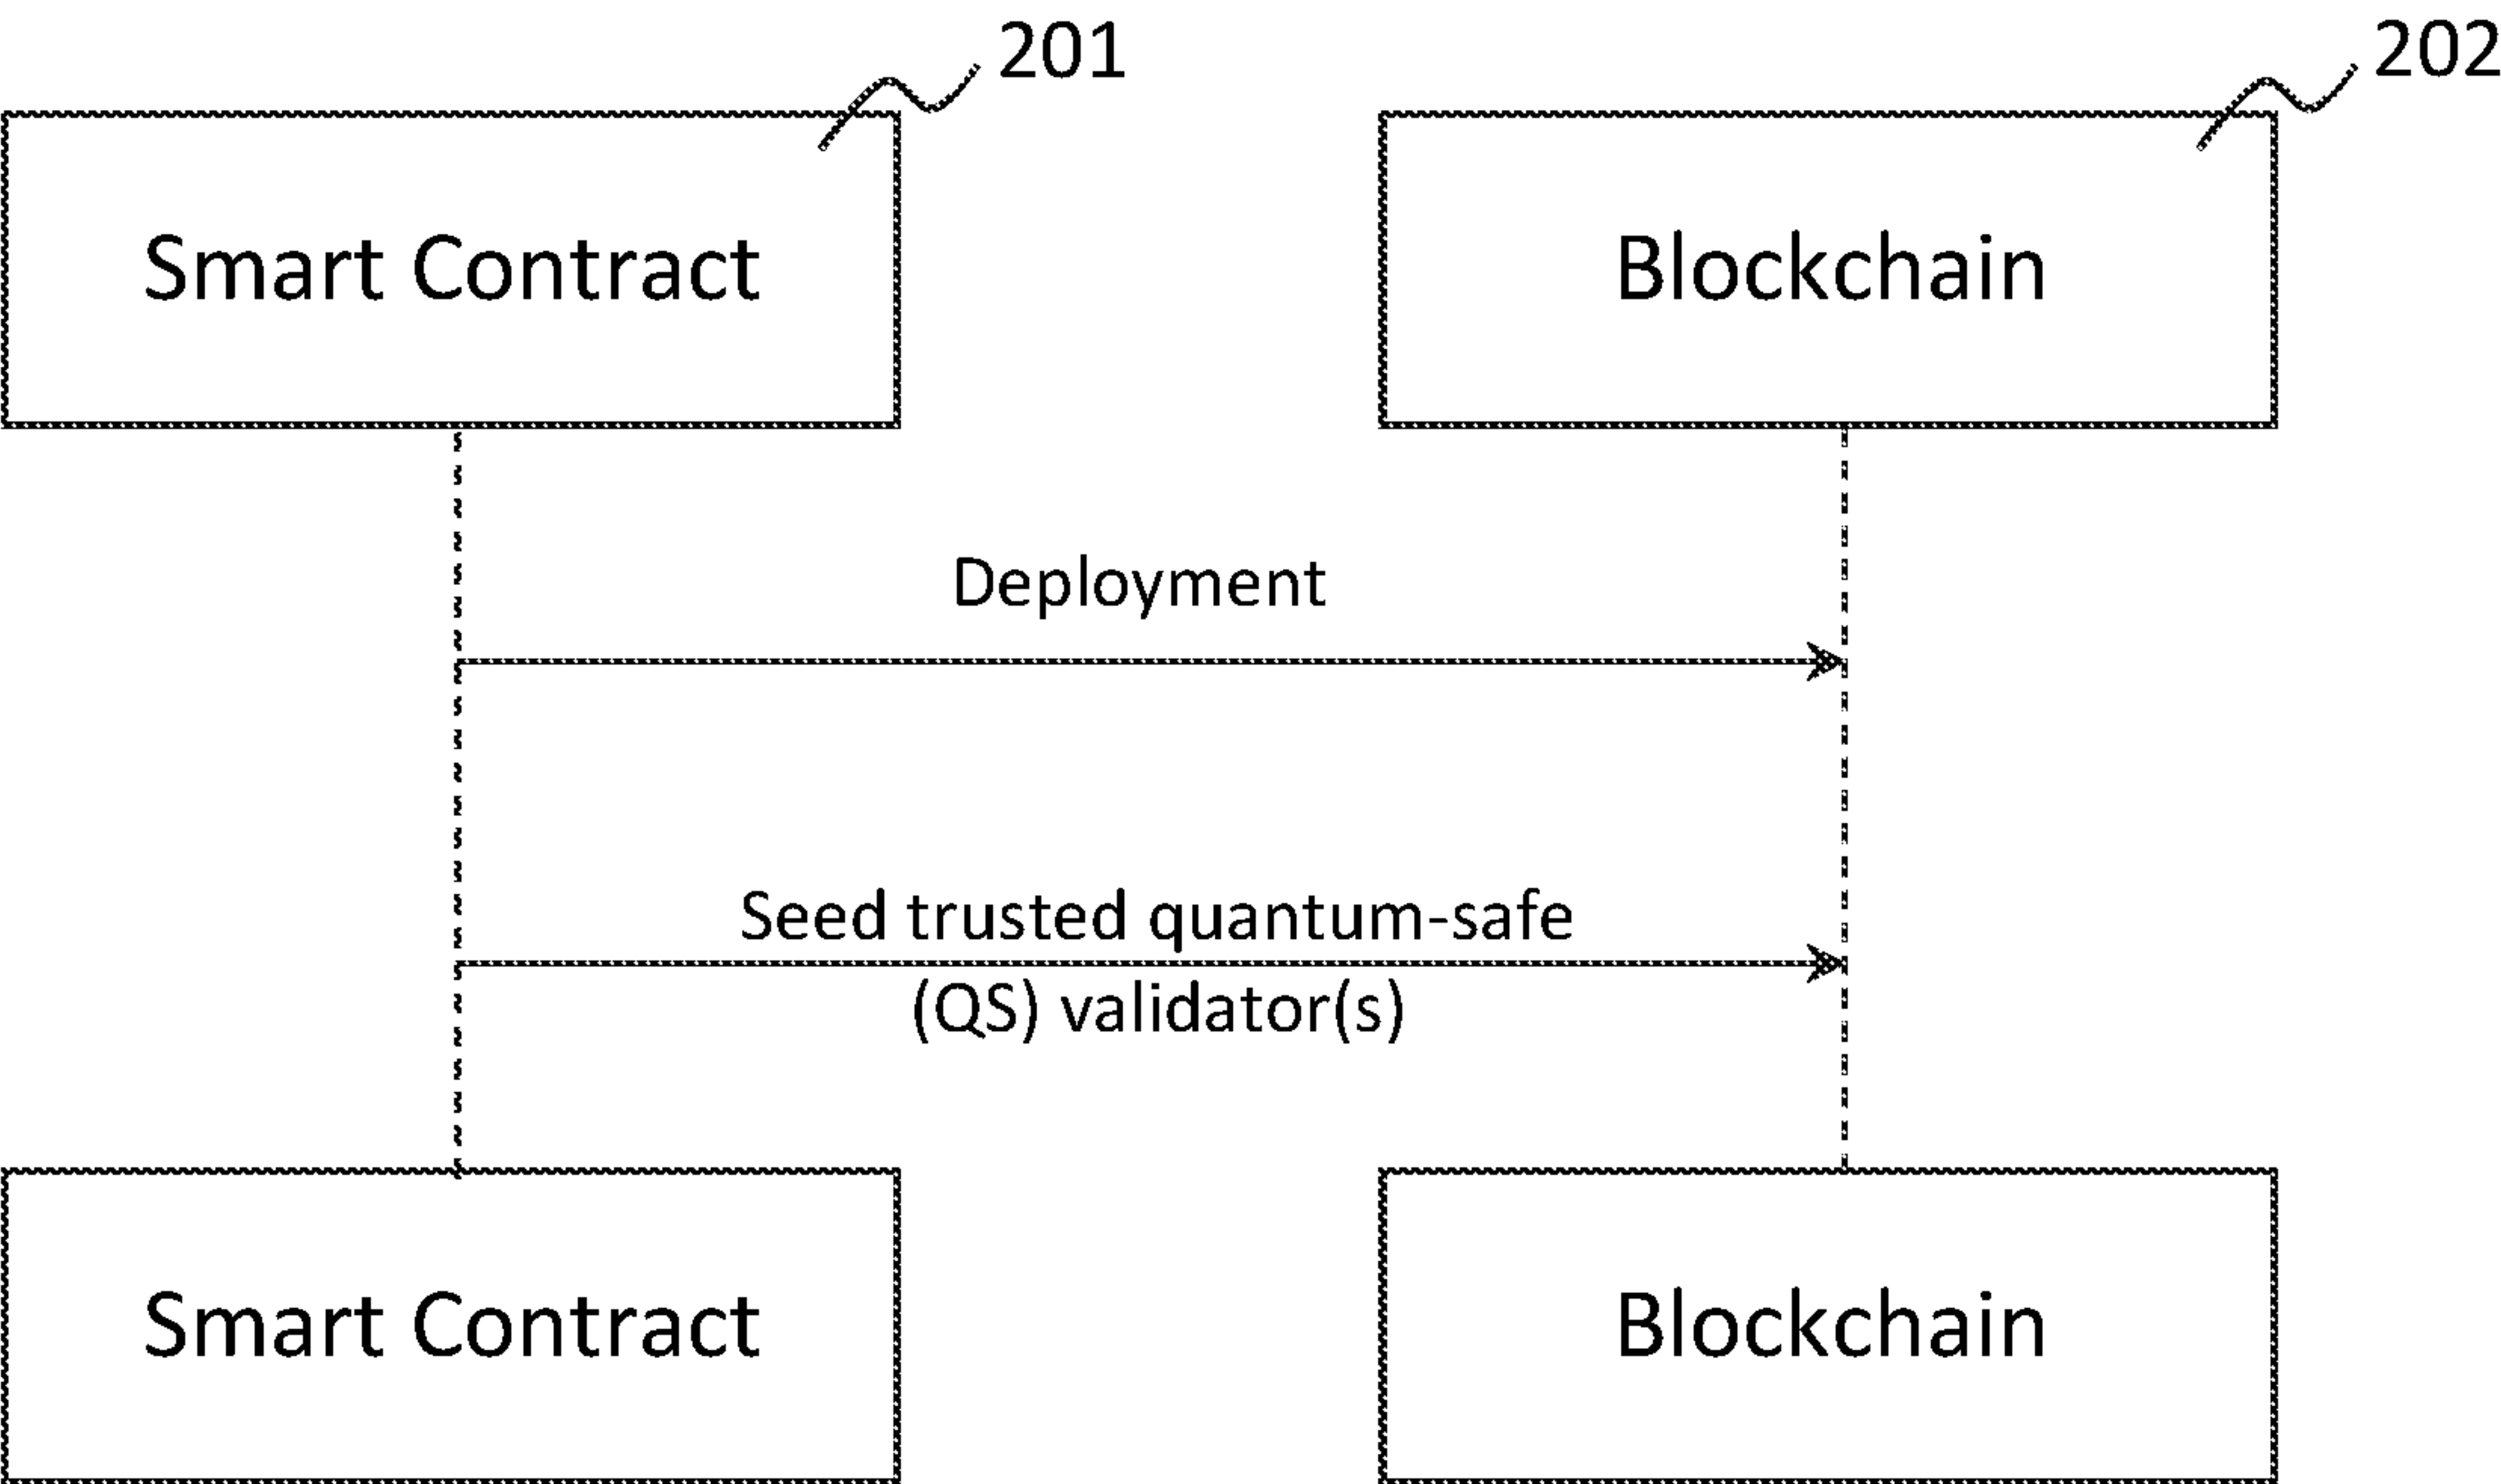 201
202
Smart Contract
Blockchain
Deployment
Seed trusted quantum-safe
(QS) validator(s)
Smart Contract
Blockchain